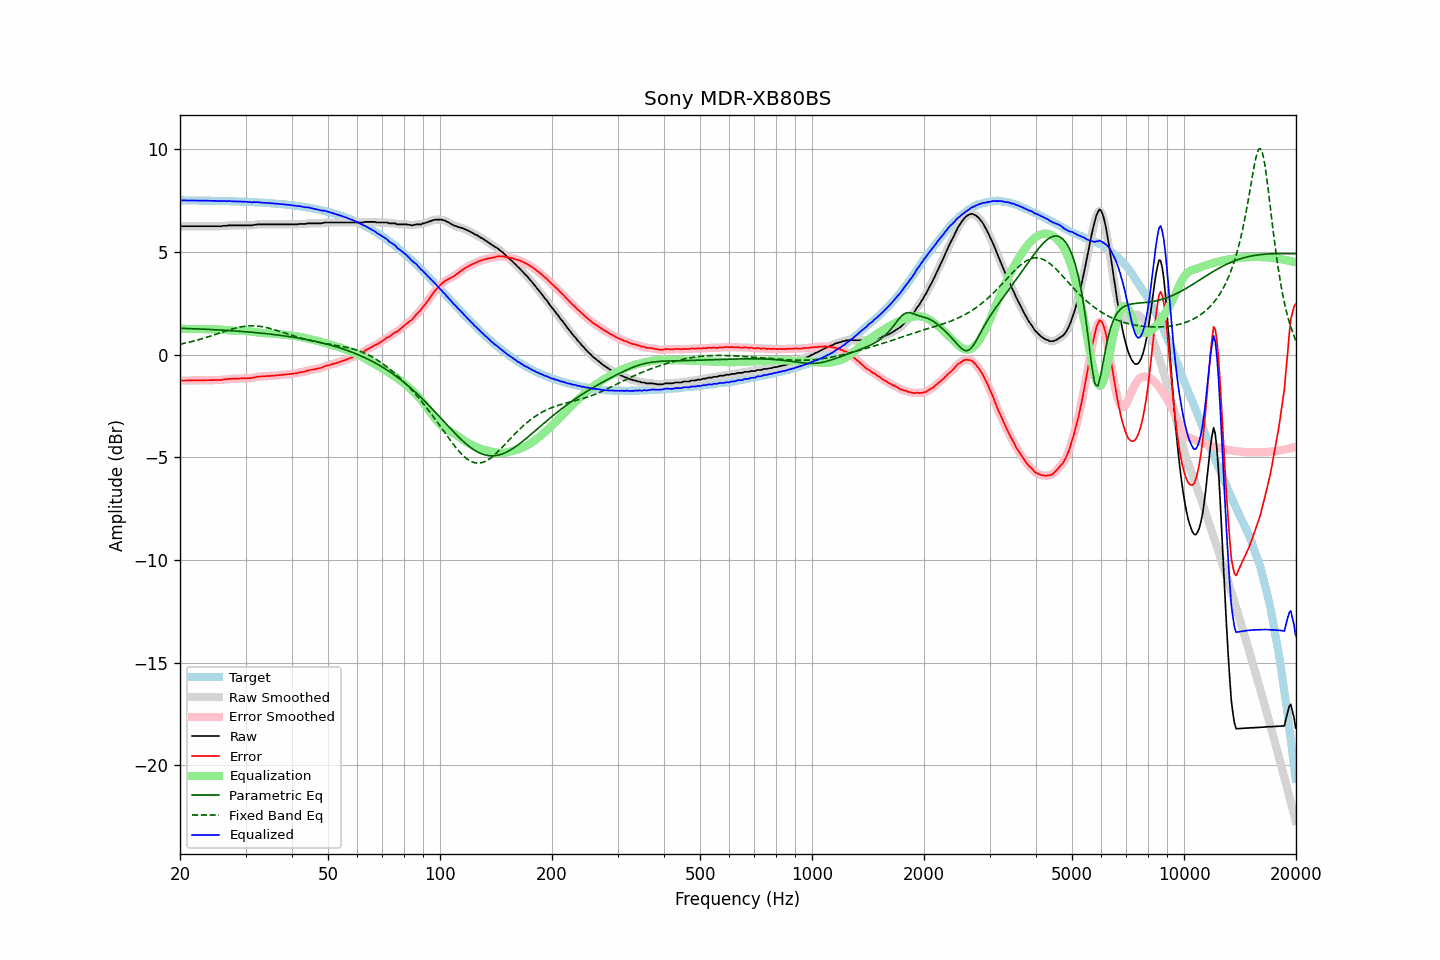 Sony MDR-XB80BS
Amplitude (dBr)
10
5
0
−5
−10
−15
−20
Target
Raw Smoothed
Error Smoothed
Raw
Error
Equalization
Parametric Eq
Fixed Band Eq
Equalized
20 50 100 200 500 1000 2000 5000 10000 20000
Frequency (Hz)